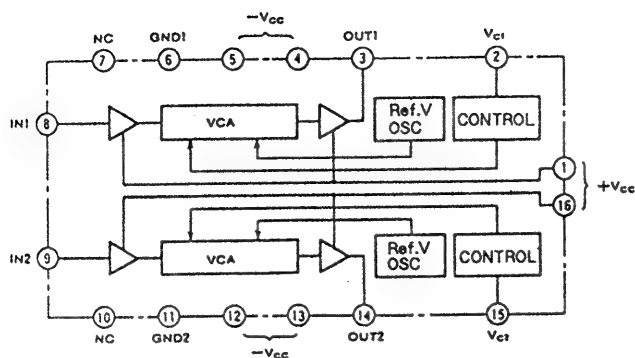 −VCC
NC GND1 OUT1 VC1
7 6 5 4 3 2
IN1 8 VCA Ref.V CONTROL
OSC
1
+VCC
16
IN2 9 VCA Ref.V CONTROL
OSC
10 11 12 13 14 15
NC GND2 OUT2 VC2
−VCC